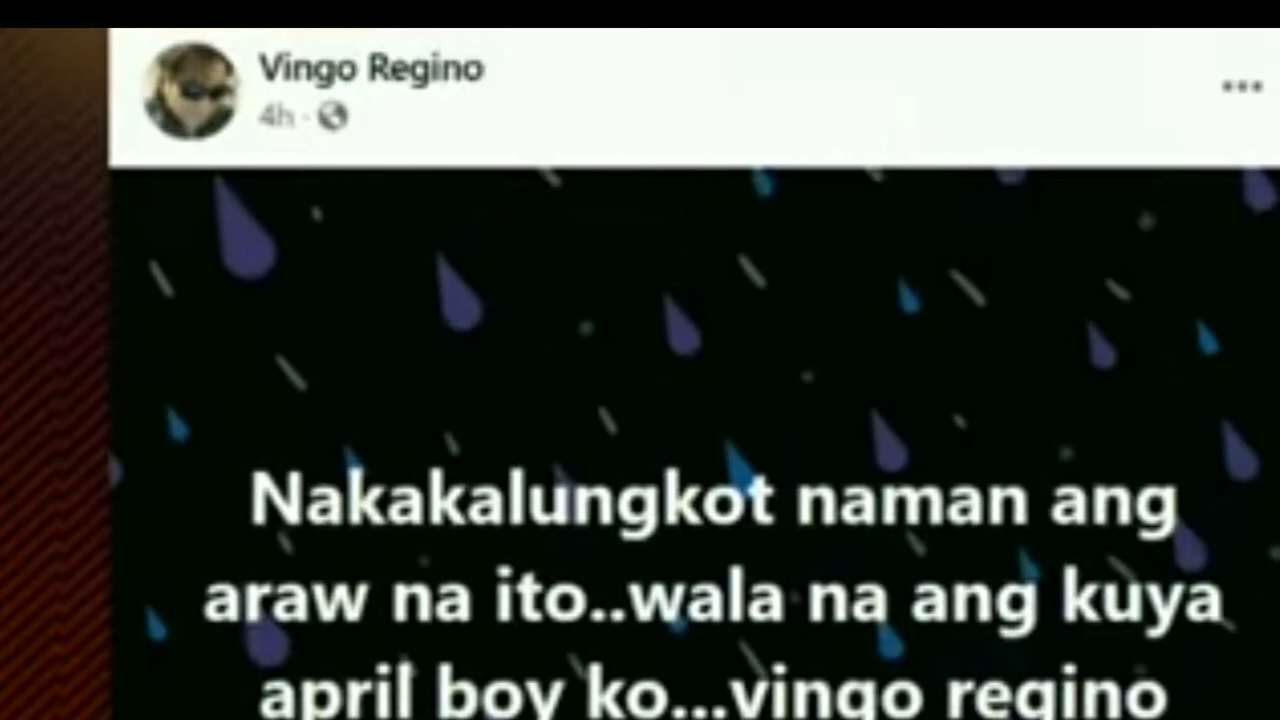 Vingo Regino
4h ·
...
Nakakalungkot naman ang
araw na ito..wala na ang kuya
april boy ko...vingo regino